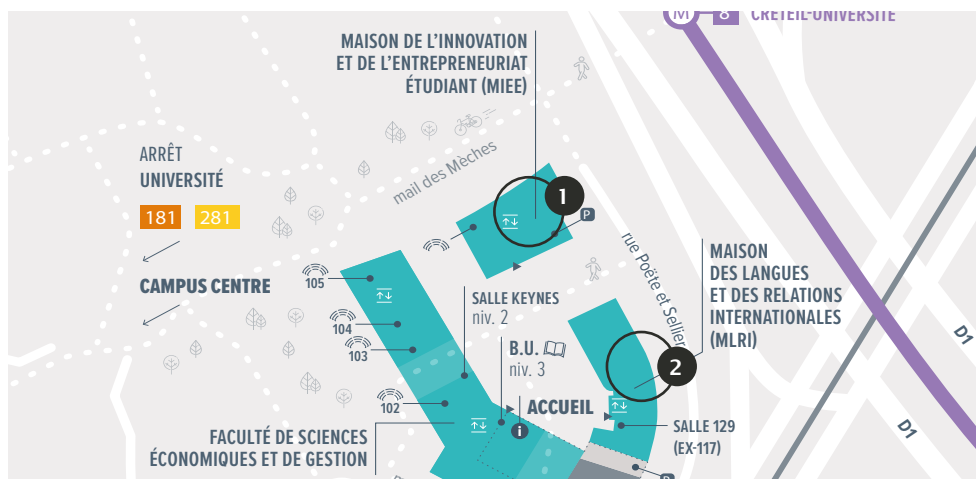 M 8 CRÉTEIL-UNIVERSITÉ
MAISON DE L'INNOVATION
ET DE L'ENTREPRENEURIAT
ÉTUDIANT (MIEE)
mail des Mèches
ARRÊT
UNIVERSITÉ
181 281
CAMPUS CENTRE
1
P
rue Poëte et Sellier
MAISON
DES LANGUES
ET DES RELATIONS
INTERNATIONALES
(MLRI)
D1
105
SALLE KEYNES
niv. 2
104
103
B.U.
niv. 3
2
102
ACCUEIL
i
D1
SALLE 129
(EX-117)
FACULTÉ DE SCIENCES
ÉCONOMIQUES ET DE GESTION
P